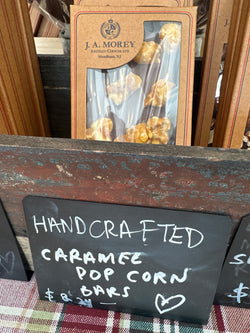 J. A. MOREY
HANDCRAFTED
CARAMEL
POP CORN
BARS